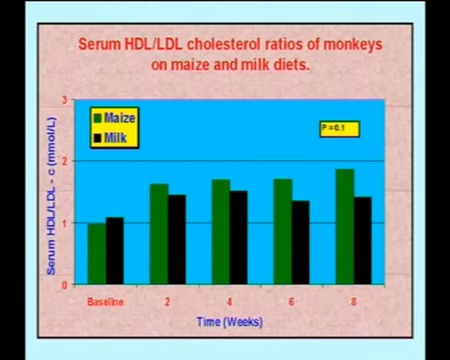 Serum HDL/LDL cholesterol ratios of monkeys
on maize and milk diets.
Serum HDL/LDL - c (mmol/L)
3
2
1
0
Maize
Milk
P = 0.1
Baseline 2 4 6 8
Time (Weeks)